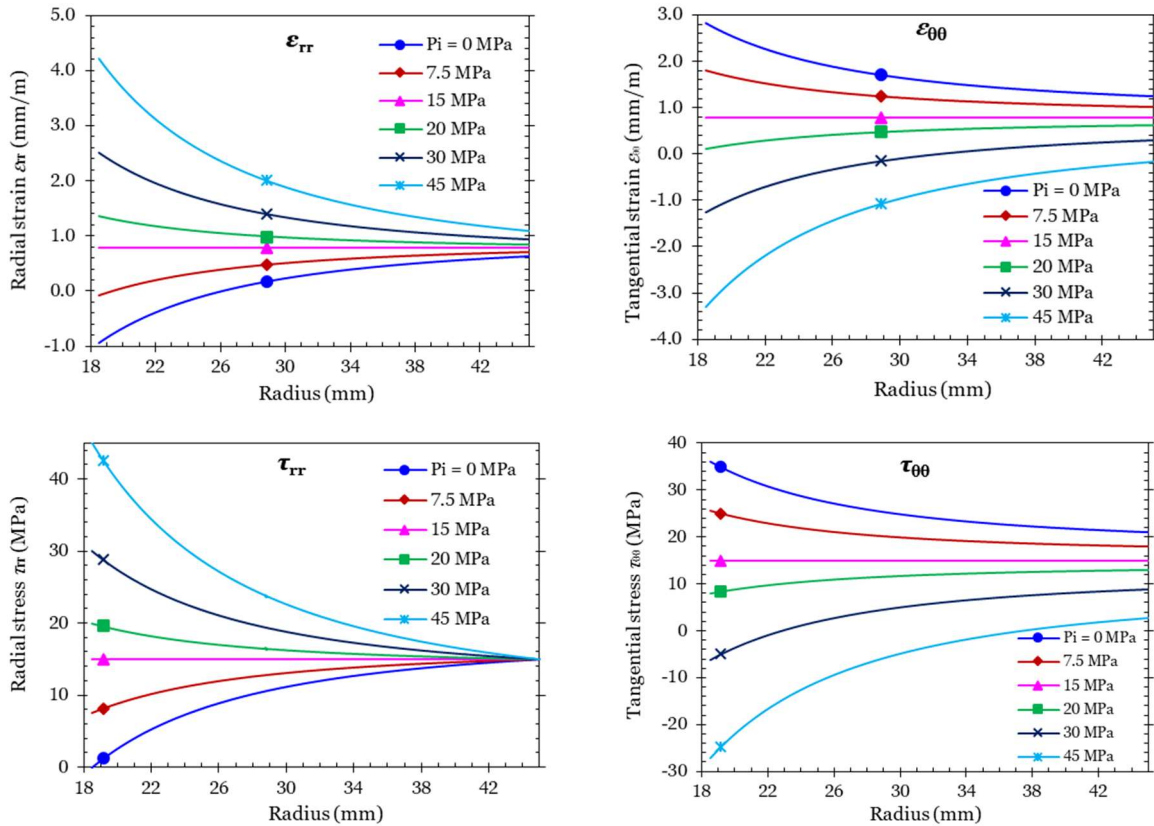 5.0
4.0
3.0
2.0
1.0
0.0
-1.0
18 22 26 30 34 38 42
Radius (mm)
Radial strain εrr (mm/m)
εrr
Pi = 0 MPa
7.5 MPa
15 MPa
20 MPa
30 MPa
45 MPa
3.0
2.0
1.0
0.0
-1.0
-2.0
-3.0
-4.0
18 22 26 30 34 38 42
Radius (mm)
Tangential strain εθθ (mm/m)
εθθ
Pi = 0 MPa
7.5 MPa
15 MPa
20 MPa
30 MPa
45 MPa
40
30
20
10
0
18 22 26 30 34 38 42
Radius (mm)
Radial stress τrr (MPa)
τrr
Pi = 0 MPa
7.5 MPa
15 MPa
20 MPa
30 MPa
45 MPa
40
30
20
10
0
-10
-20
-30
18 22 26 30 34 38 42
Radius (mm)
Tangential stress τθθ (MPa)
τθθ
Pi = 0 MPa
7.5 MPa
15 MPa
20 MPa
30 MPa
45 MPa